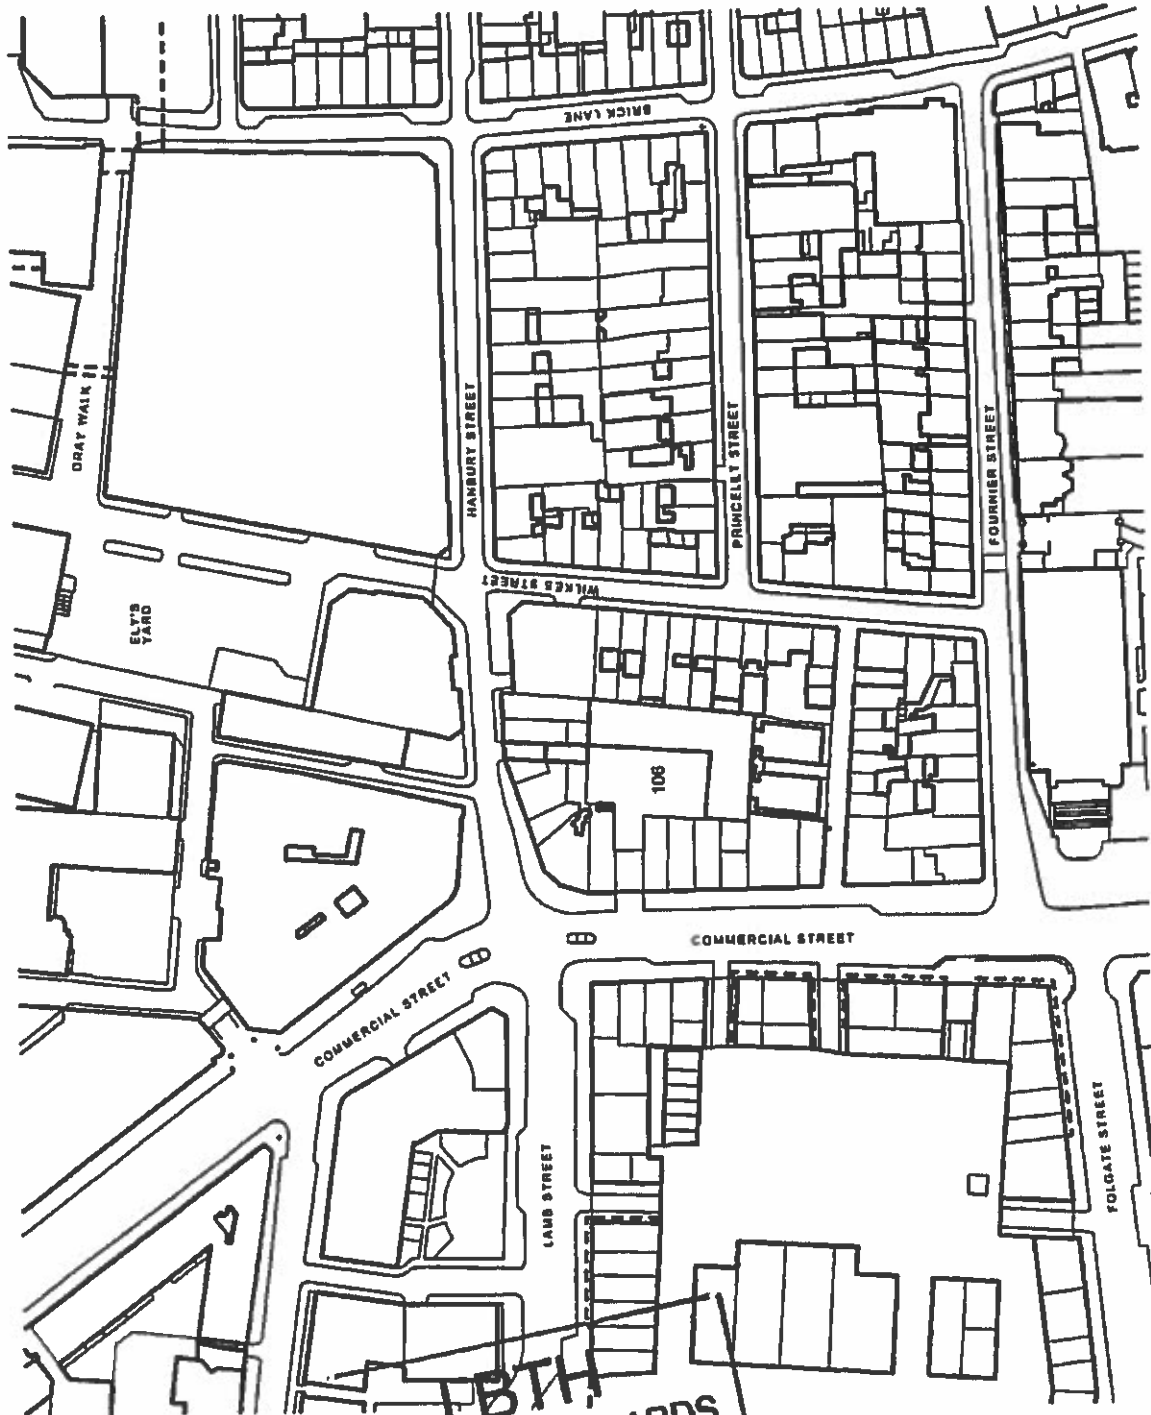 BRICK LANE
HANBURY STREET
DRAY WALK
PRINCELET STREET
FOURNIER STREET
WILKES STREET
ELY'S
YARD
106
COMMERCIAL STREET
COMMERCIAL STREET
LAMB STREET
FOLGATE STREET